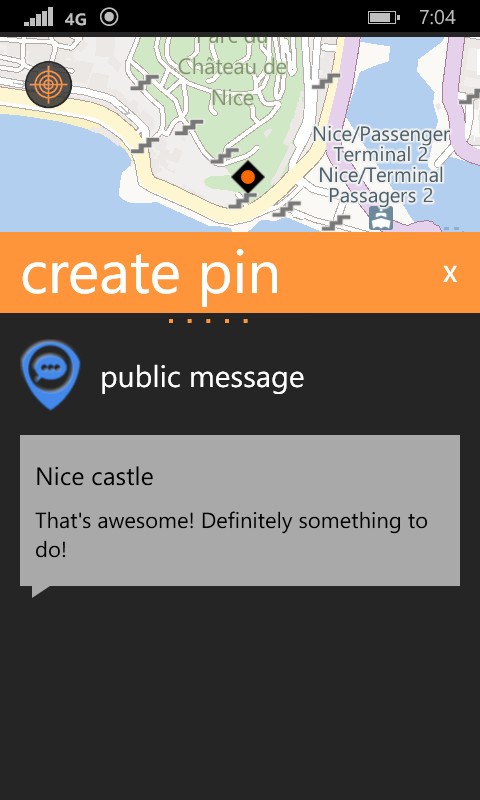 4G 7:04
Parc du
Château de
Nice
Nice/Passenger
Terminal 2
Nice/Terminal
Passagers 2
create pin
x
public message
Nice castle
That's awesome! Definitely something to
do!